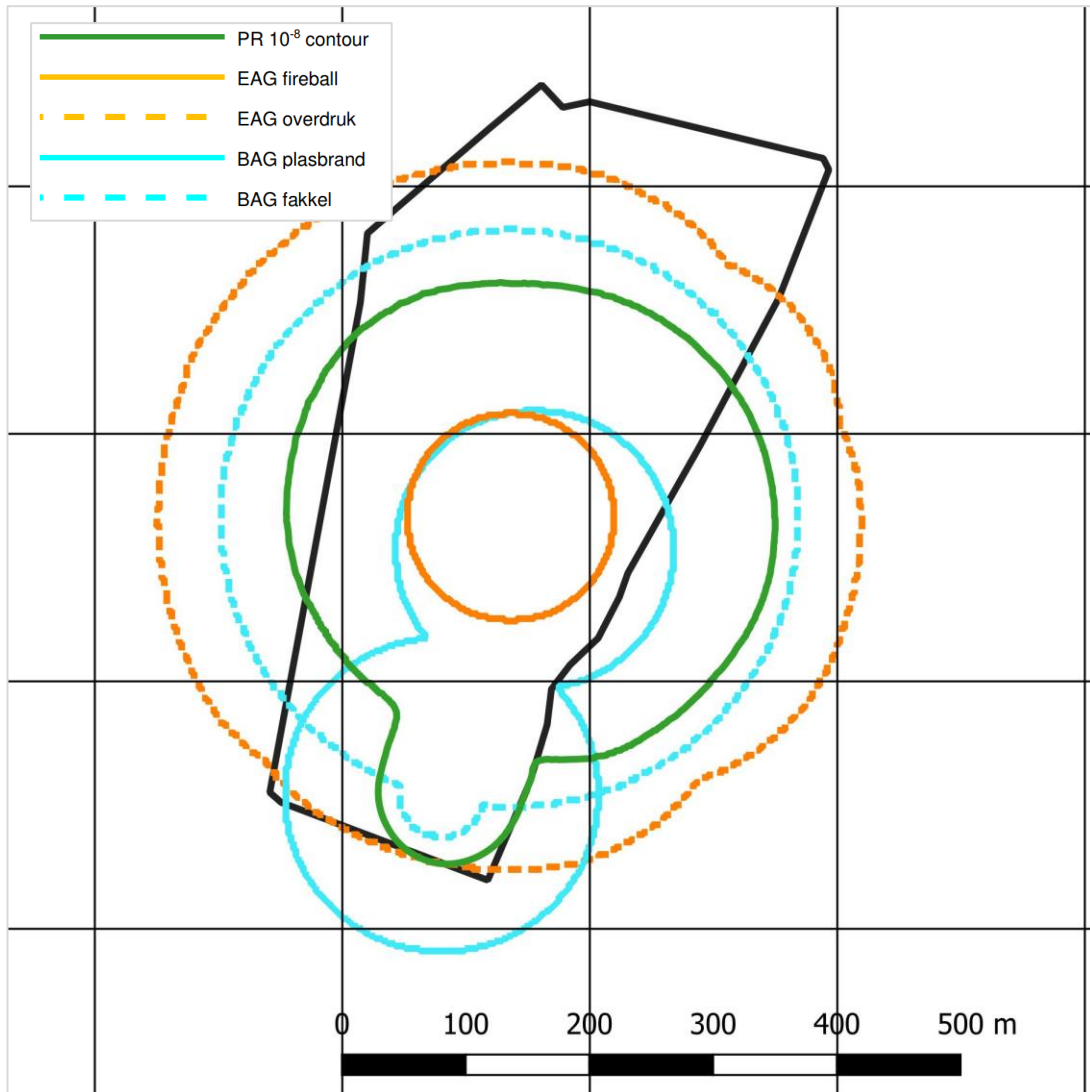 PR 10⁻⁸ contour
EAG fireball
EAG overdruk
BAG plasbrand
BAG fakkel
0 100 200 300 400 500 m